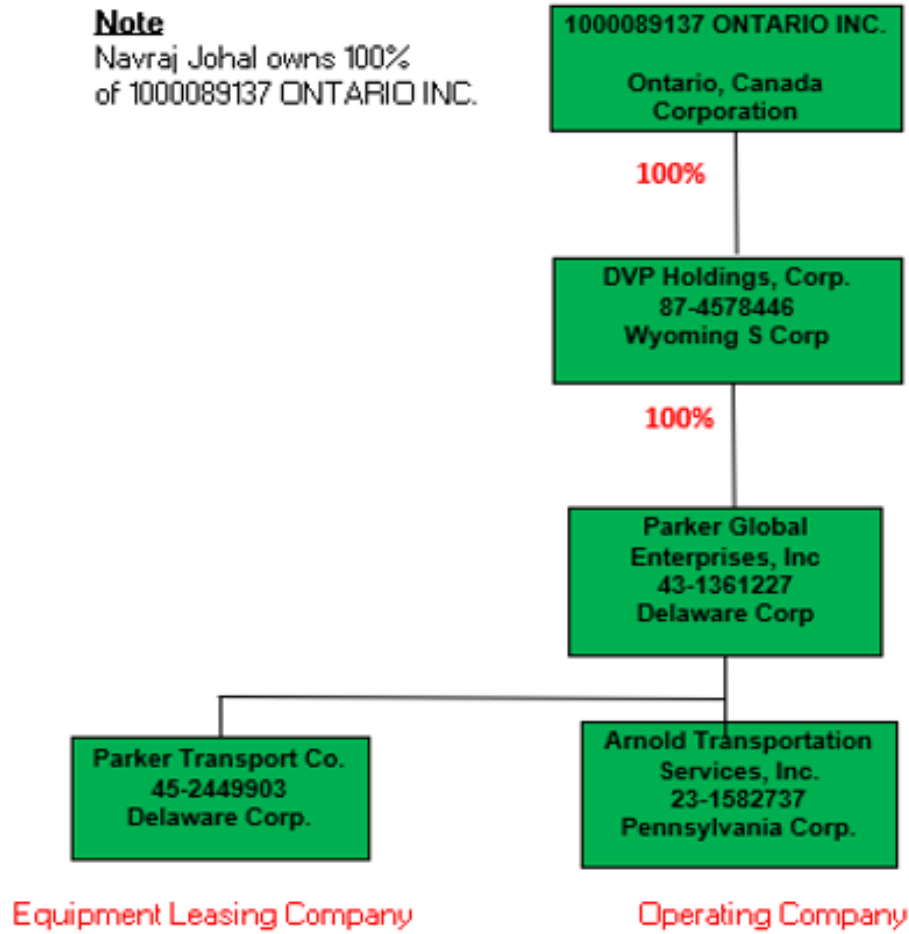 Note
Navraj Johal owns 100%
of 1000089137 ONTARIO INC.
1000089137 ONTARIO INC.
Ontario, Canada
Corporation
100%
DVP Holdings, Corp.
87-4578446
Wyoming S Corp
100%
Parker Global
Enterprises, Inc
43-1361227
Delaware Corp
Parker Transport Co.
45-2449903
Delaware Corp.
Arnold Transportation
Services, Inc.
23-1582737
Pennsylvania Corp.
Equipment Leasing Company
Operating Company